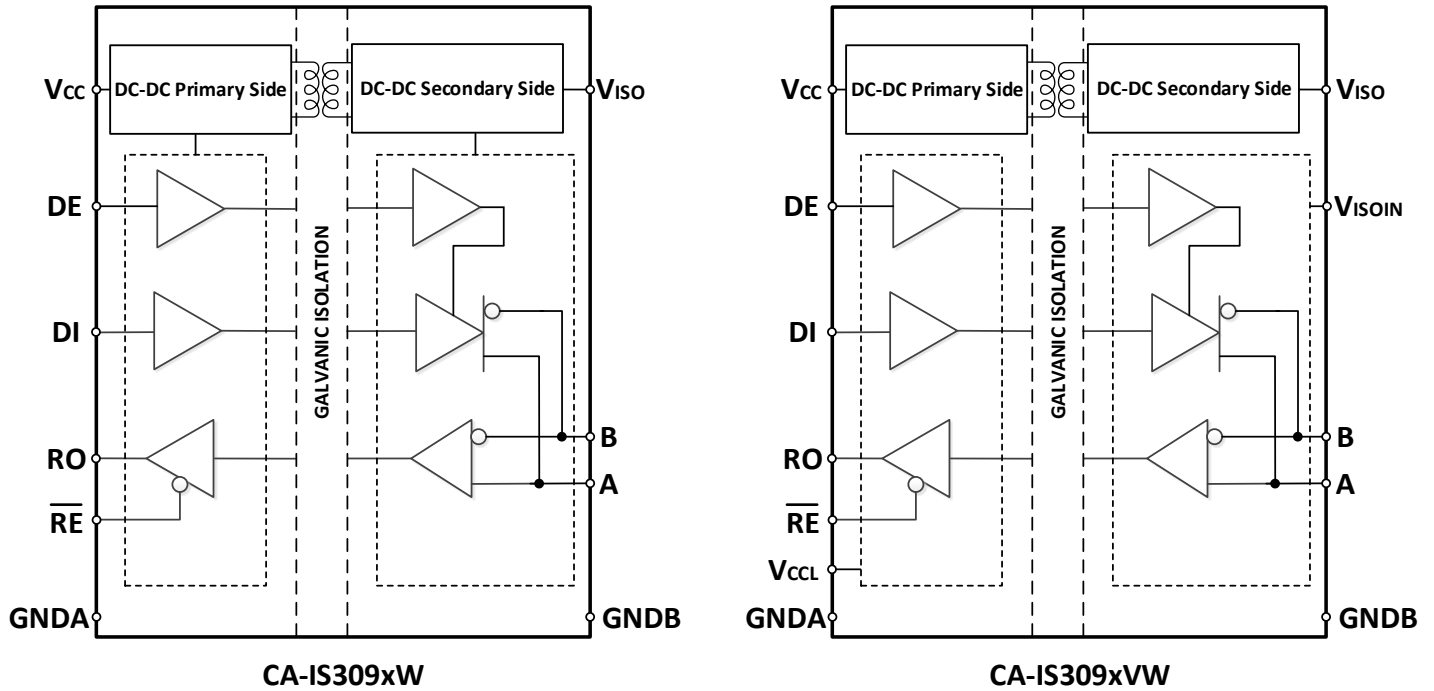 DC-DC Primary Side
DC-DC Secondary Side
VCC
VISO
DE
DI
RO
RE
GNDA
GALVANIC ISOLATION
B
A
GNDB
CA-IS309xW
DC-DC Primary Side
DC-DC Secondary Side
VCC
VISO
DE
VISOIN
DI
RO
RE
VCCL
GNDA
GALVANIC ISOLATION
B
A
GNDB
CA-IS309xVW